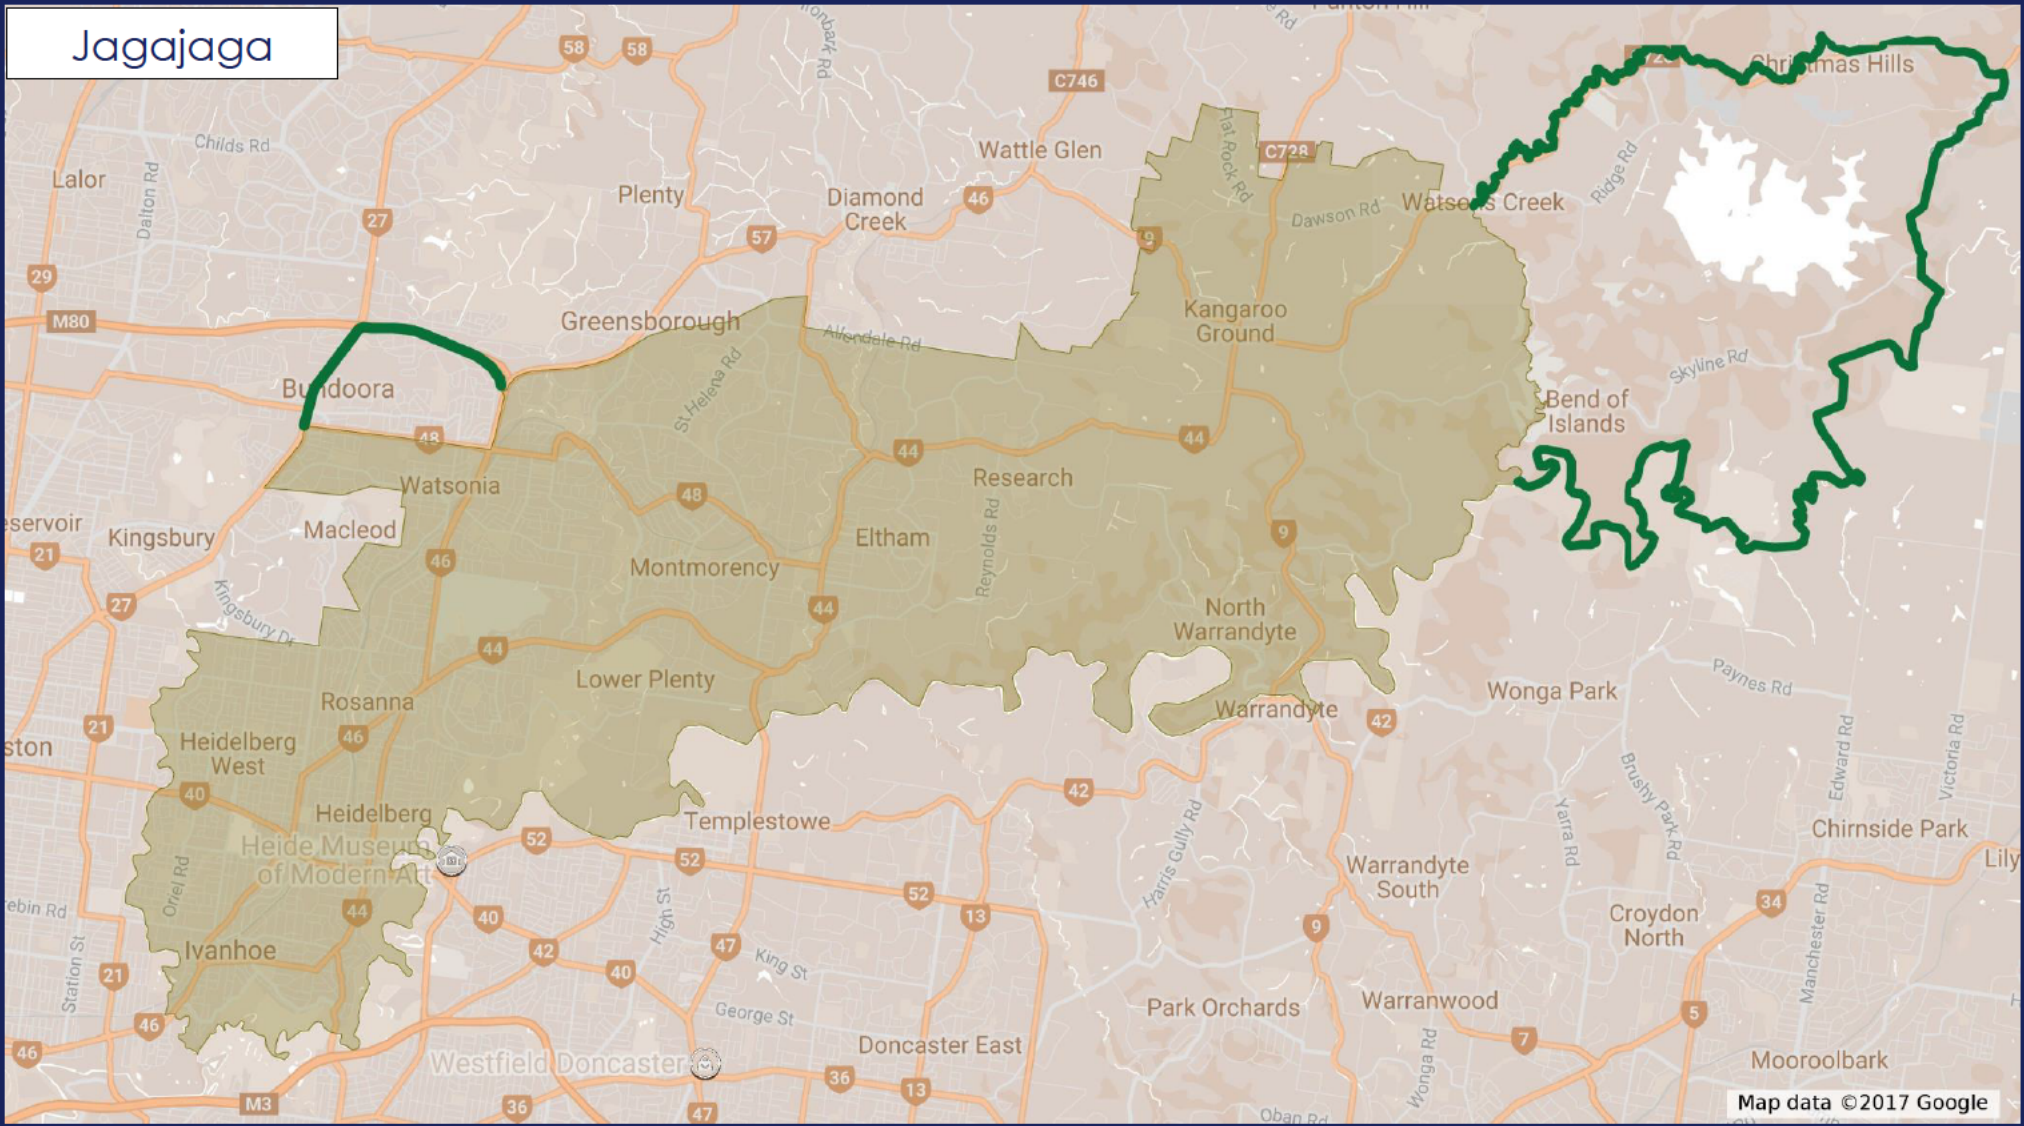 Jagajaga
58
58
C746
Christmas Hills
Childs Rd
Lalor
Dalton Rd
Wattle Glen
Flat Rock Rd
C728
Ridge Rd
Plenty
Diamond
Creek
46
Watsons Creek
Dawson Rd
27
57
9
29
M80
Greensborough
Kangaroo
Ground
Allendale Rd
Skyline Rd
Bundoora
St Helena Rd
Bend of
Islands
48
44
44
Watsonia
48
Research
Kingsbury
Macleod
Reynolds Rd
9
21
46
Eltham
Montmorency
27
Kingsbury Dr
44
North
Warrandyte
44
Lower Plenty
Paynes Rd
Rosanna
Wonga Park
Warrandyte
42
21
46
Heidelberg
West
Edward Rd
Victoria Rd
40
42
Brushy Park Rd
Heidelberg
Templestowe
Chirnside Park
Heide Museum
of Modern Art
52
52
Harris Gully Rd
Yarra Rd
Warrandyte
South
Oriel Rd
52
34
44
40
High St
13
9
Croydon
North
Manchester Rd
Ivanhoe
42
47
King St
40
21
Station St
46
George St
Park Orchards
Warranwood
5
46
Westfield Doncaster
Doncaster East
7
Wonga Rd
Mooroolbark
36
13
M3
36
47
Oban Rd
Map data ©2017 Google